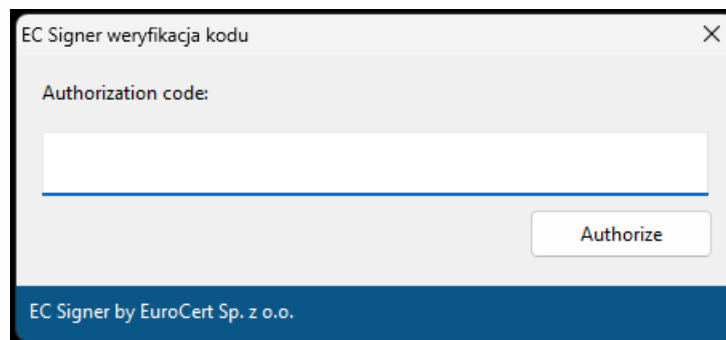 EC Signer weryfikacja kodu
Authorization code:
Authorize
EC Signer by EuroCert Sp. z o.o.